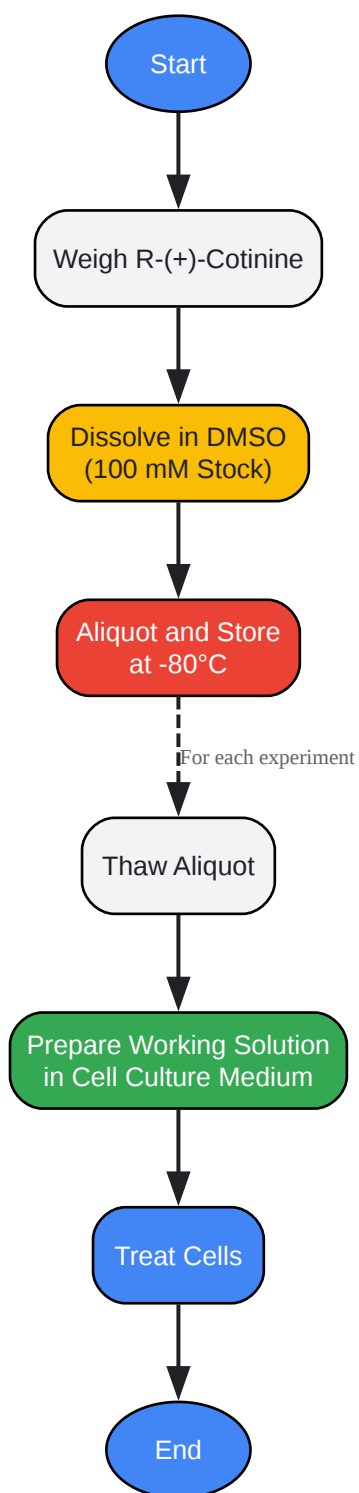 Start
Weigh R-(+)-Cotinine
Dissolve in DMSO
(100 mM Stock)
Aliquot and Store
at -80°C
For each experiment
Thaw Aliquot
Prepare Working Solution
in Cell Culture Medium
Treat Cells
End